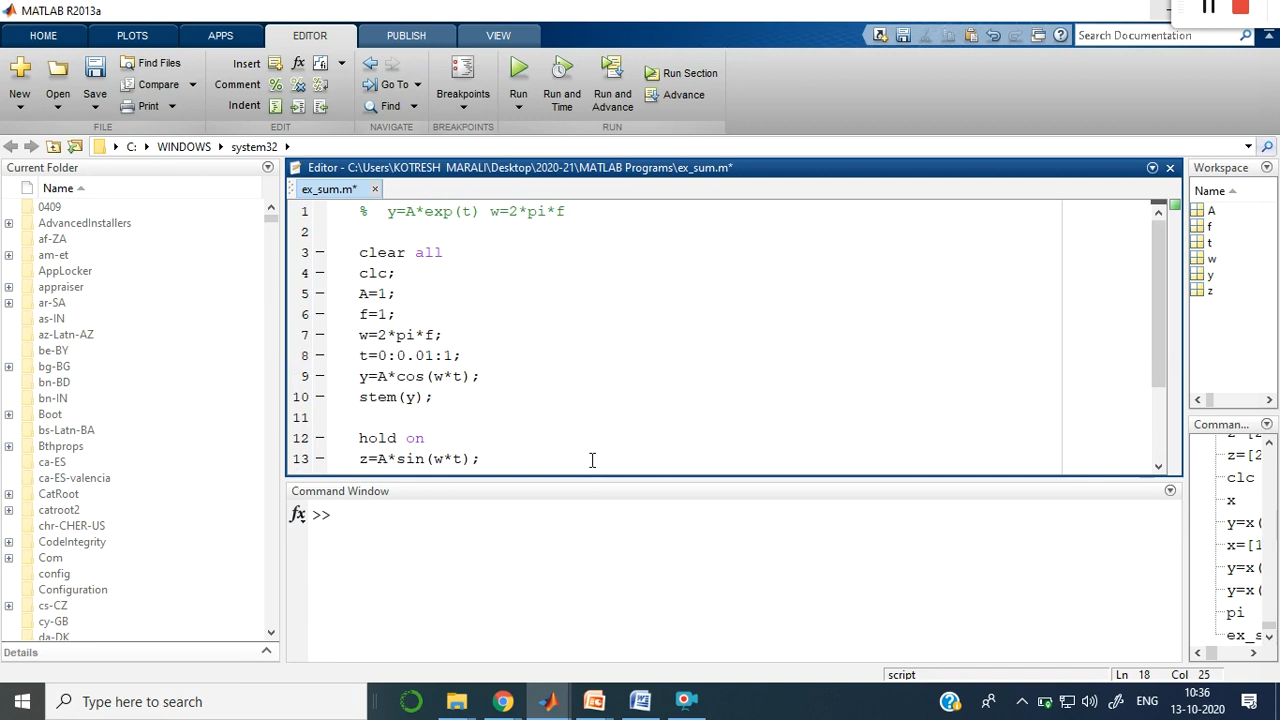 MATLAB R2013a
HOME PLOTS APPS EDITOR PUBLISH VIEW
Search Documentation
New Open Save Find Files Compare Print
Insert Comment Indent
Go To Find
Breakpoints
Run Run and Time Run and Advance Run Section Advance
FILE EDIT NAVIGATE BREAKPOINTS RUN
C: WINDOWS system32
Current Folder
Name
0409
AdvancedInstallers
af-ZA
am-et
AppLocker
appraiser
ar-SA
as-IN
az-Latn-AZ
be-BY
bg-BG
bn-BD
bn-IN
Boot
bs-Latn-BA
Bthprops
ca-ES
ca-ES-valencia
CatRoot
catroot2
chr-CHER-US
CodeIntegrity
Com
config
Configuration
cs-CZ
cy-GB
da-DK
Details
Editor - C:\Users\KOTRESH MARALI\Desktop\2020-21\MATLAB Programs\ex_sum.m*
ex_sum.m*
1 % y=A*exp(t) w=2*pi*f
2
3 clear all
4 clc;
5 A=1;
6 f=1;
7 w=2*pi*f;
8 t=0:0.01:1;
9 y=A*cos(w*t);
10 stem(y);
11
12 hold on
13 z=A*sin(w*t);
Command Window
fx >>
Workspace
Name
A
f
t
w
y
z
Comman...
z=[2
clc
x
y=x(
x=[1
y=x(
y=x(
pi
ex_s
script Ln 18 Col 25
Type here to search
ENG
10:36
13-10-2020